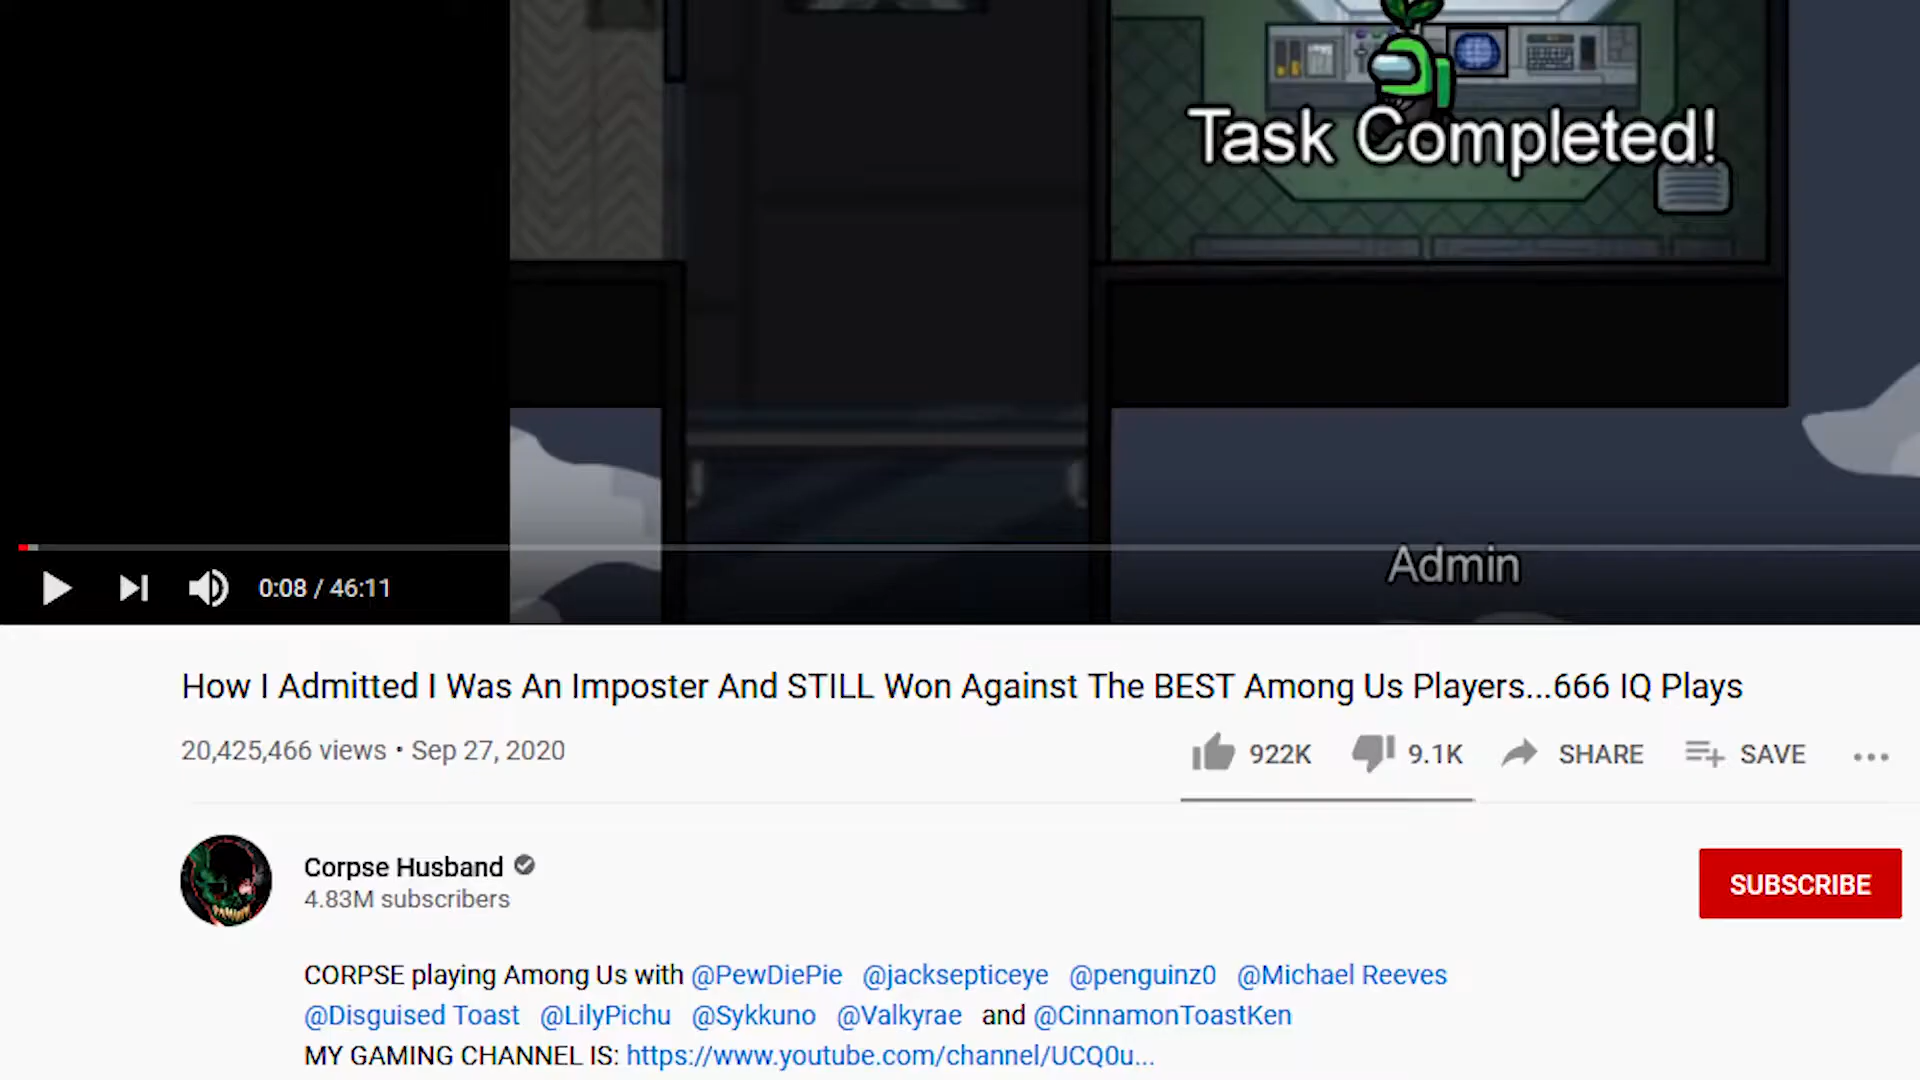 Task Completed!
Admin
0:08 / 46:11
How I Admitted I Was An Imposter And STILL Won Against The BEST Among Us Players...666 IQ Plays
20,425,466 views • Sep 27, 2020
922K 9.1K SHARE SAVE
Corpse Husband
4.83M subscribers
SUBSCRIBE
CORPSE playing Among Us with @PewDiePie @jacksepticeye @penguinz0 @Michael Reeves
@Disguised Toast @LilyPichu @Sykkuno @Valkyrae and @CinnamonToastKen
MY GAMING CHANNEL IS: https://www.youtube.com/channel/UCQ0u...